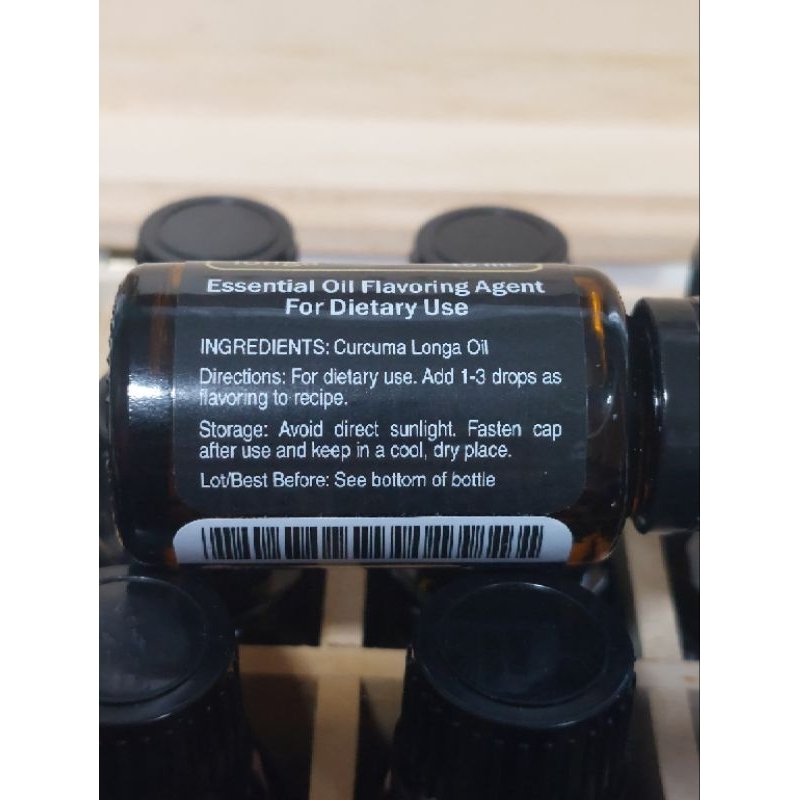 Essential Oil Flavoring Agent
For Dietary Use
INGREDIENTS: Curcuma Longa Oil
Directions: For dietary use. Add 1-3 drops as
flavoring to recipe.
Storage: Avoid direct sunlight. Fasten cap
after use and keep in a cool, dry place.
Lot/Best Before: See bottom of bottle